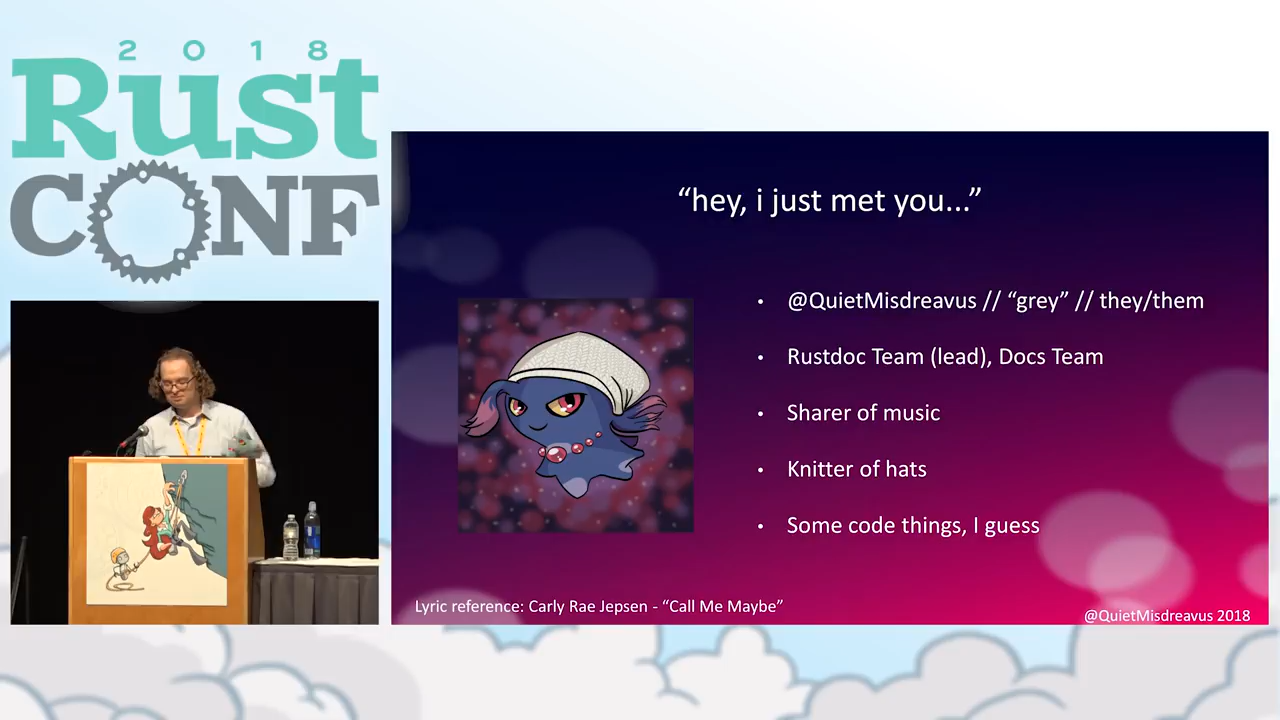 2018
Rust
CONF
“hey, i just met you...”
• @QuietMisdreavus // “grey” // they/them
• Rustdoc Team (lead), Docs Team
• Sharer of music
• Knitter of hats
• Some code things, I guess
Lyric reference: Carly Rae Jepsen - “Call Me Maybe”
@QuietMisdreavus 2018